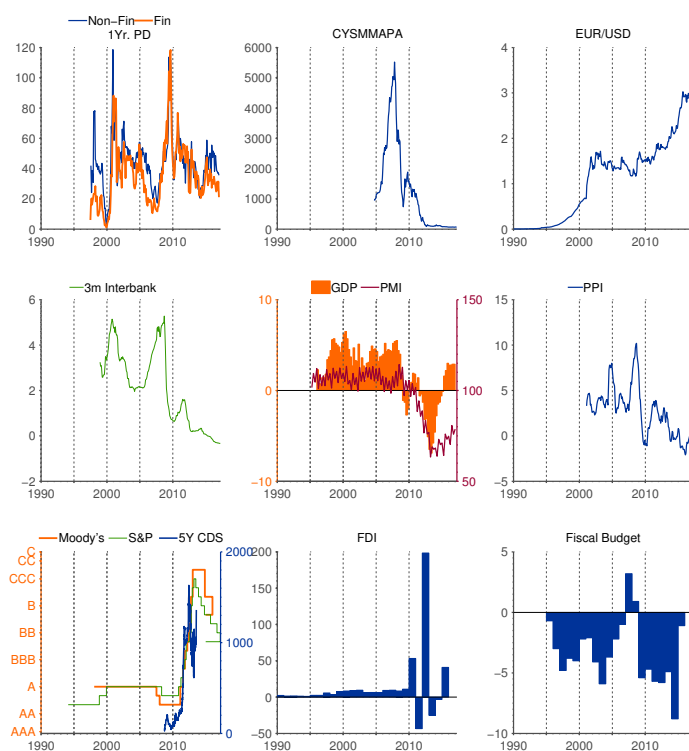 Non−Fin Fin
1Yr. PD
120
100
80
60
40
20
0
1990 2000 2010
CYSMMAPA
6000
5000
4000
3000
2000
1000
0
1990 2000 2010
EUR/USD
4
3
2
1
0
1990 2000 2010
3m Interbank
6
4
2
0
−2
1990 2000 2010
GDP PMI
10 150
0 100
−10 50
1990 2000 2010
PPI
15
10
5
0
−5
1990 2000 2010
Moody's S&P 5Y CDS
C 2000
CC
CCC
B
BB 1000
BBB
A
AA
AAA 0
1990 2000 2010
FDI
200
150
100
50
0
−50
1990 2000 2010
Fiscal Budget
5
0
−5
−10
1990 2000 2010